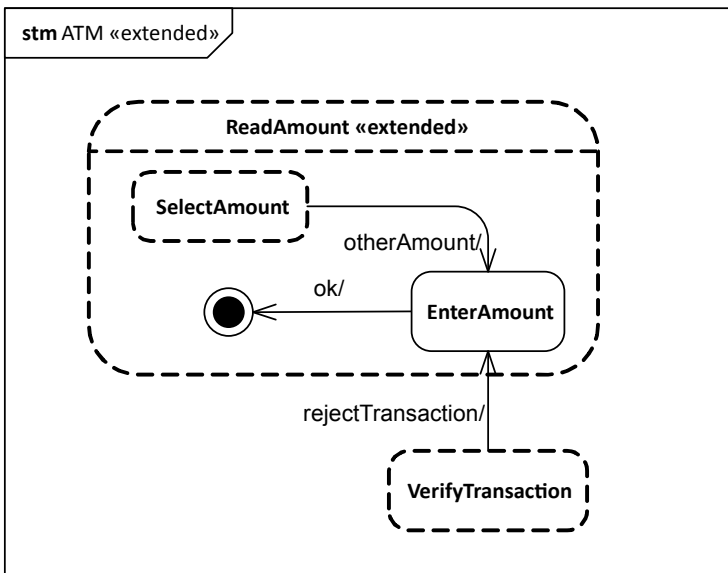 stm ATM «extended»
ReadAmount «extended»
SelectAmount
otherAmount/
ok/
EnterAmount
rejectTransaction/
VerifyTransaction